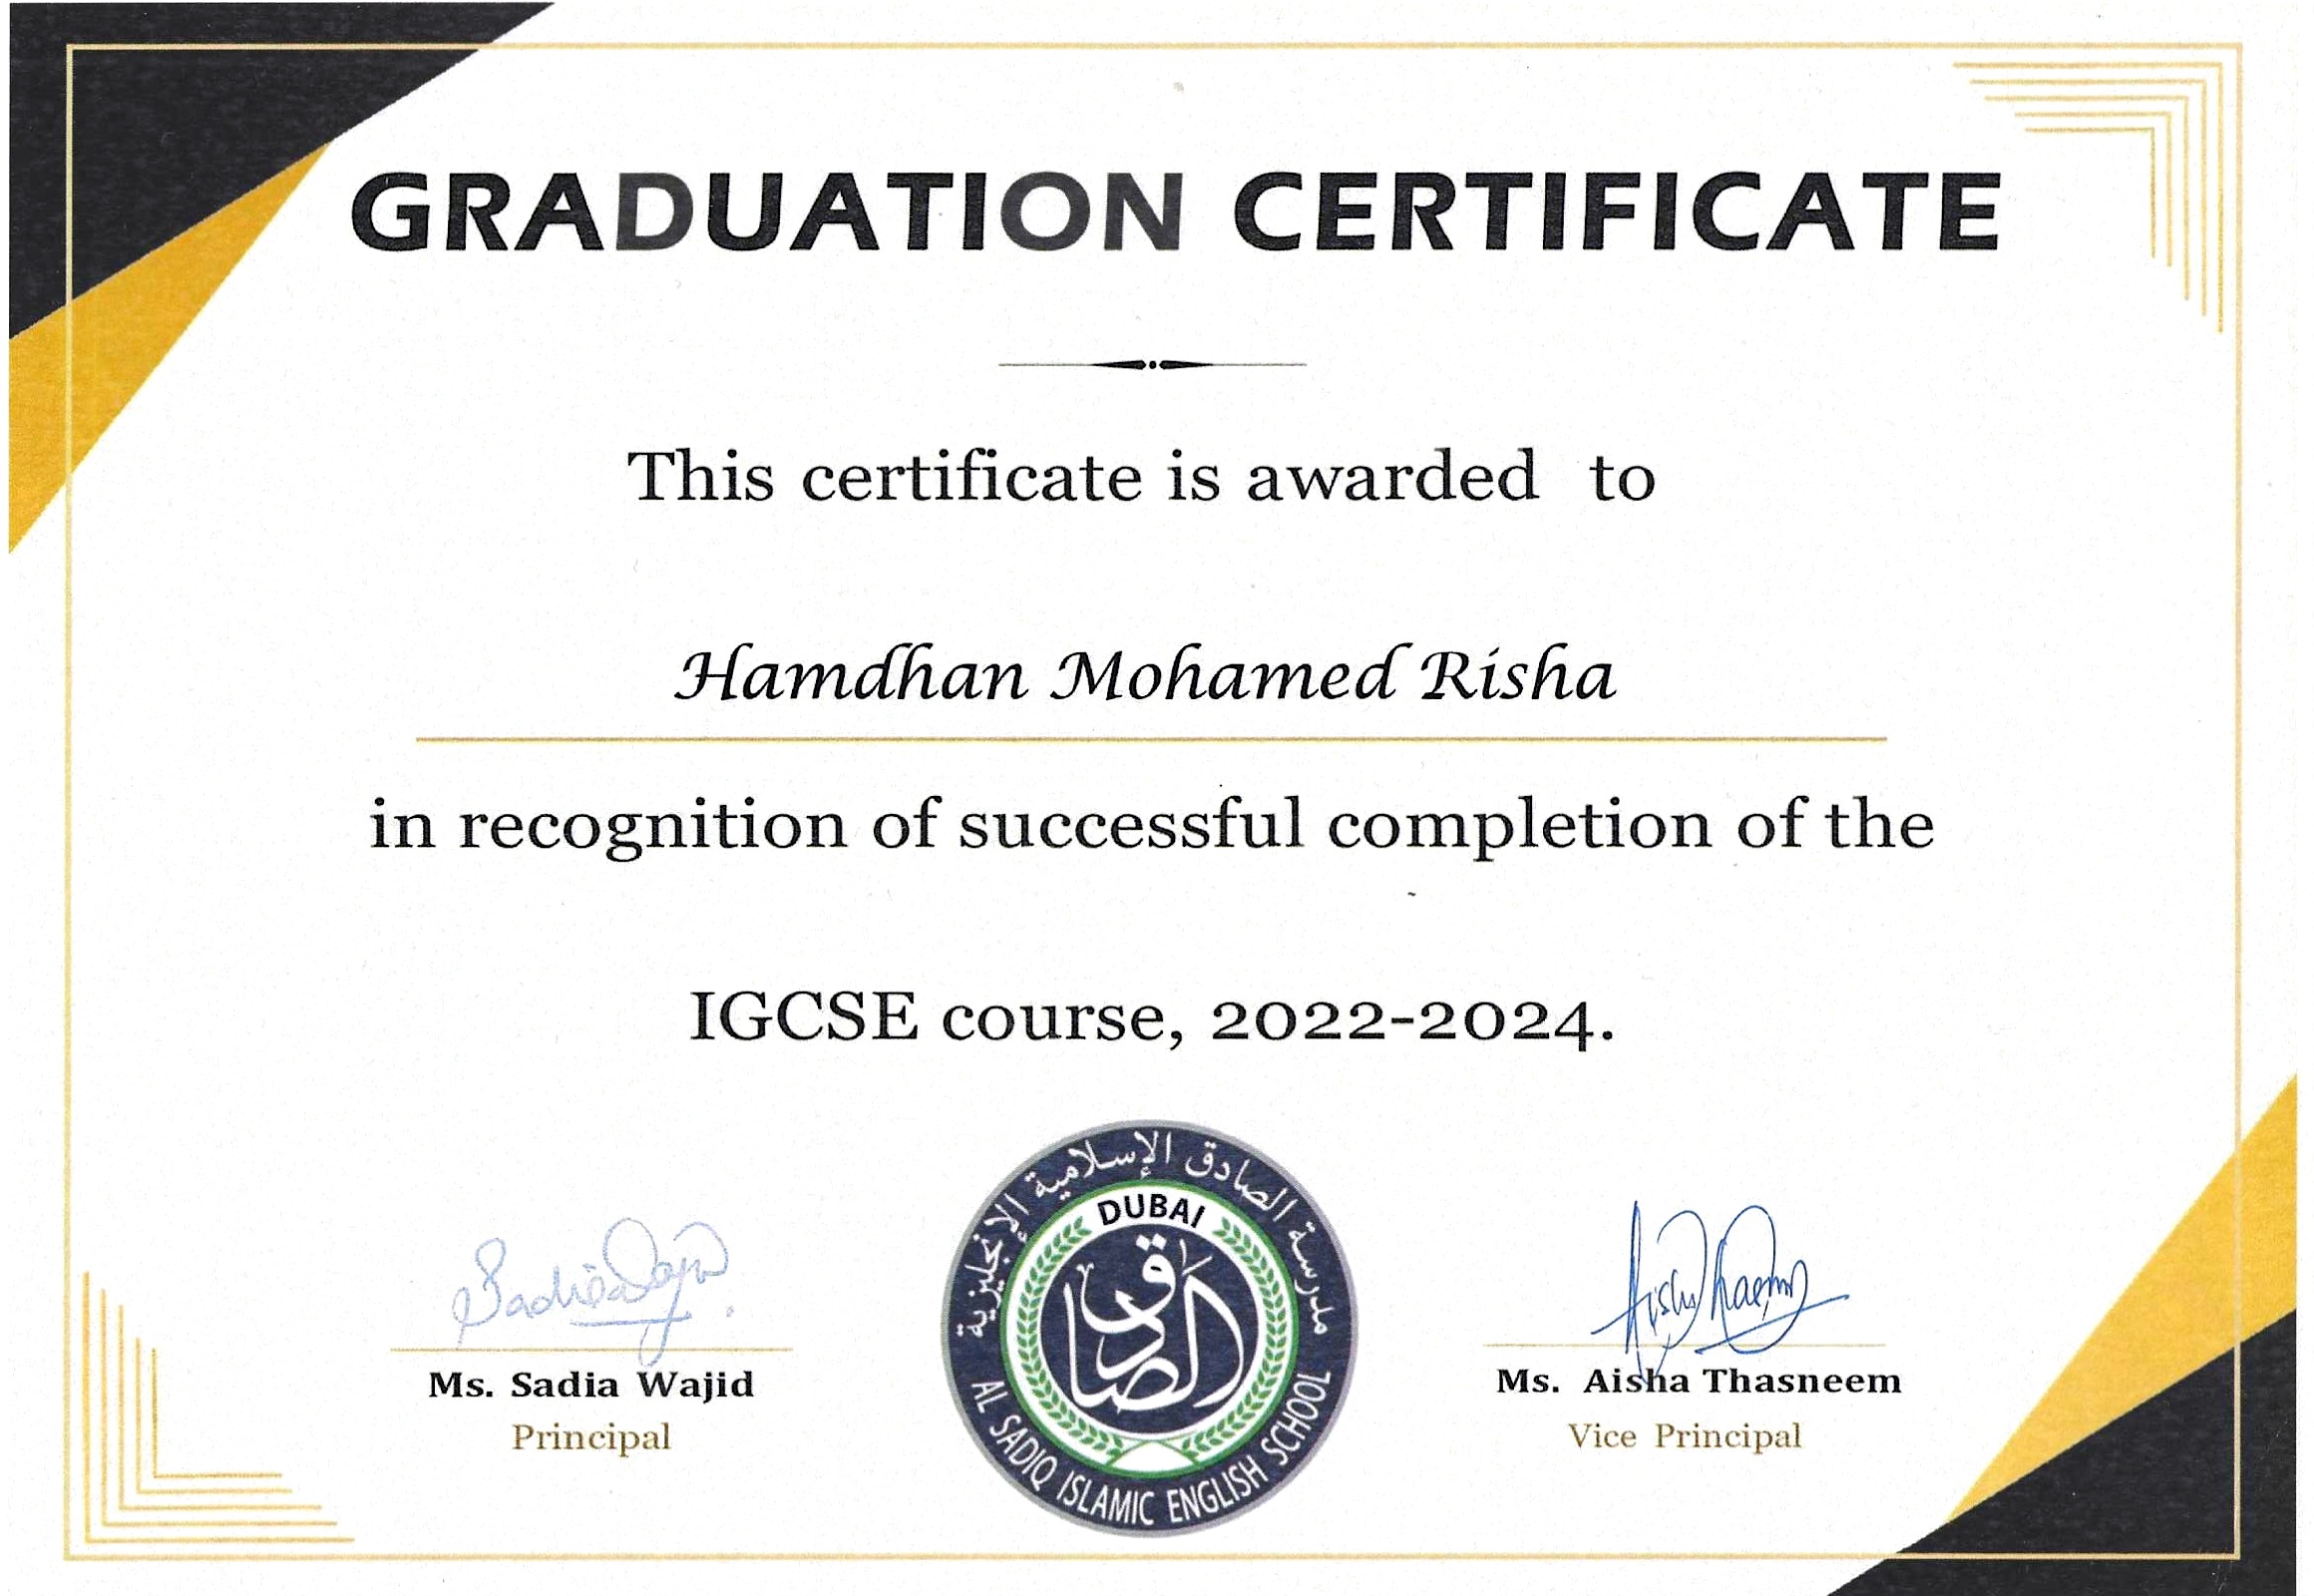 GRADUATION CERTIFICATE
This certificate is awarded to
Hamdhan Mohamed Risha
in recognition of successful completion of the
IGCSE course, 2022-2024.
مدرسة الصادق الإسلامية الإنجليزية
DUBAI
الصادق
AL SADIQ ISLAMIC ENGLISH SCHOOL
Sadia Wajid
Ms. Sadia Wajid
Principal
Ms. Aisha Thasneem
Vice Principal